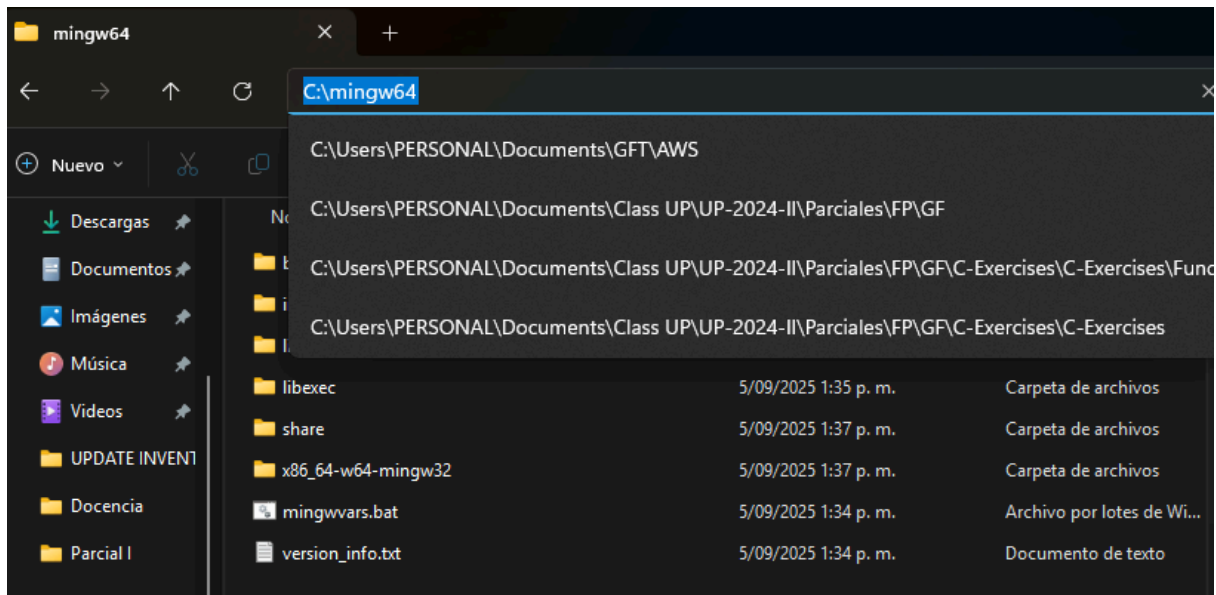 mingw64
C:\mingw64
C:\Users\PERSONAL\Documents\GFT\AWS
Nuevo
C:\Users\PERSONAL\Documents\Class UP\UP-2024-II\Parciales\FP\GF
Descargas
C:\Users\PERSONAL\Documents\Class UP\UP-2024-II\Parciales\FP\GF\C-Exercises\C-Exercises\Func
Documentos
C:\Users\PERSONAL\Documents\Class UP\UP-2024-II\Parciales\FP\GF\C-Exercises\C-Exercises
Imágenes
Música
libexec 5/09/2025 1:35 p. m. Carpeta de archivos
Videos
share 5/09/2025 1:37 p. m. Carpeta de archivos
UPDATE INVENT
x86_64-w64-mingw32 5/09/2025 1:37 p. m. Carpeta de archivos
Docencia
mingwvars.bat 5/09/2025 1:34 p. m. Archivo por lotes de Wi...
Parcial I
version_info.txt 5/09/2025 1:34 p. m. Documento de texto